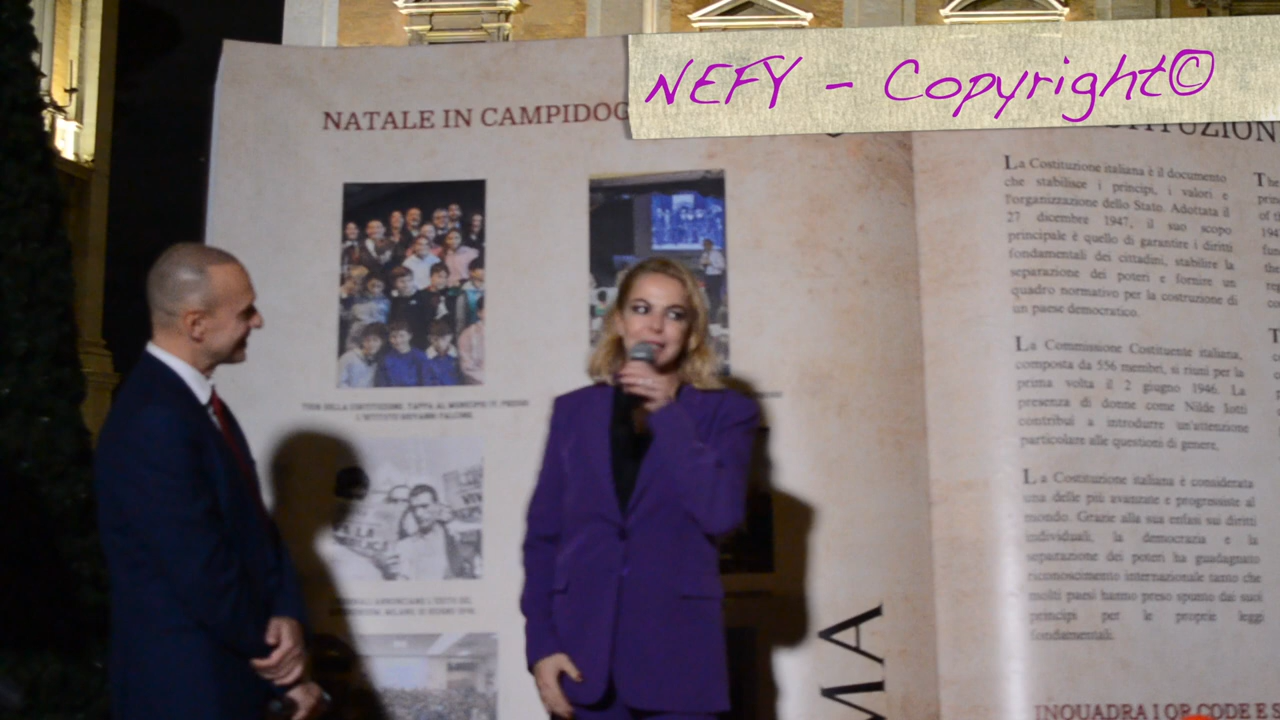 NEFY - Copyright©
NATALE IN CAMPIDOG
La Costituzione italiana è il documento
che stabilisce i principi, i valori e
l'organizzazione dello Stato. Adottata il
27 dicembre 1947, il suo scopo
principale è quello di garantire i diritti
fondamentali dei cittadini, stabilire la
separazione dei poteri e fornire un
quadro normativo per la costruzione di
un paese democratico.
La Commissione Costituente italiana,
composta da 556 membri, si riunì per la
prima volta il 2 giugno 1946. La
presenza di donne come Nilde Iotti
contribuì a introdurre un'attenzione
particolare alle questioni di genere.
La Costituzione italiana è considerata
una delle più avanzate e progressiste al
mondo. Grazie alla sua enfasi sui diritti
individuali, la democrazia e la
separazione dei poteri ha guadagnato
riconoscimento internazionale tanto che
molti paesi hanno preso spunto dai suoi
principi per le proprie leggi
fondamentali.
INQUADRA I QR CODE E S
MA